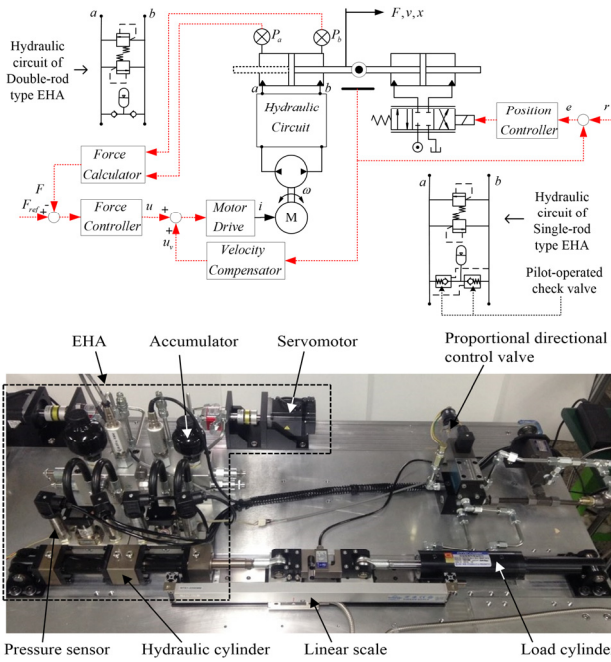 a b
P_a P_b
F, v, x
Hydraulic
circuit of
Double-rod
type EHA
a b
Hydraulic
Circuit
ω
M
Position
Controller
e
r
Force
Calculator
F
F_ref
-
+
Force
Controller
u
+
+
u_v
Motor
Drive
i
Velocity
Compensator
a b
Hydraulic
circuit of
Single-rod
type EHA
Pilot-operated
check valve
EHA
Accumulator
Servomotor
Proportional directional
control valve
Pressure sensor
Hydraulic cylinder
Linear scale
Load cylinde